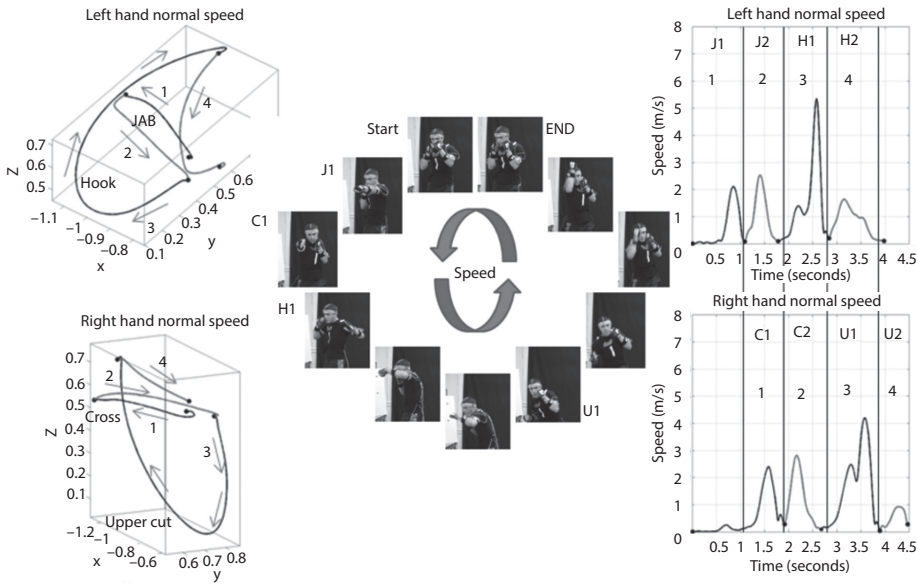 Left hand normal speed
0.7
0.6
0.5
Z
1
4
JAB
2
Hook
3
−1.1
−1
−0.9
−0.8
x
0.1
0.2
0.3
0.4
0.5
0.6
y
Right hand normal speed
0.7
0.6
0.5
0.4
0.3
0.2
0.1
Z
2
4
Cross
1
3
Upper cut
−1.2
−1
−0.8
−0.6
x
0.6 0.7 0.8
y
Start
END
J1
C1
H1
U1
Speed
Left hand normal speed
8
7
6
5
4
3
2
1
0
Speed (m/s)
J1 J2 H1 H2
1 2 3 4
0.5 1 1.5 2 2.5 3 3.5 4 4.5
Time (seconds)
Right hand normal speed
8
7
6
5
4
3
2
1
0
Speed (m/s)
C1 C2 U1 U2
1 2 3 4
0.5 1 1.5 2 2.5 3 3.5 4 4.5
Time (seconds)